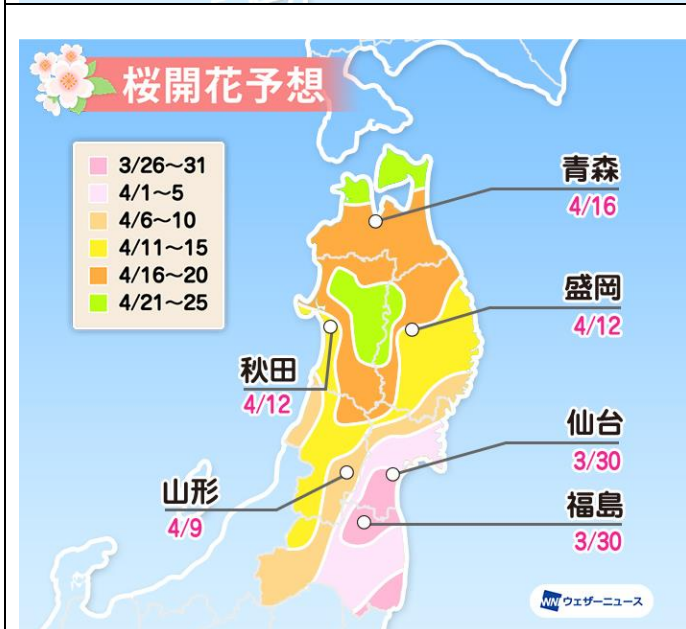 桜開花予想
3/26～31
4/1～5
4/6～10
4/11～15
4/16～20
4/21～25
青森
4/16
盛岡
4/12
秋田
4/12
仙台
3/30
山形
4/9
福島
3/30
WNI ウェザーニュース